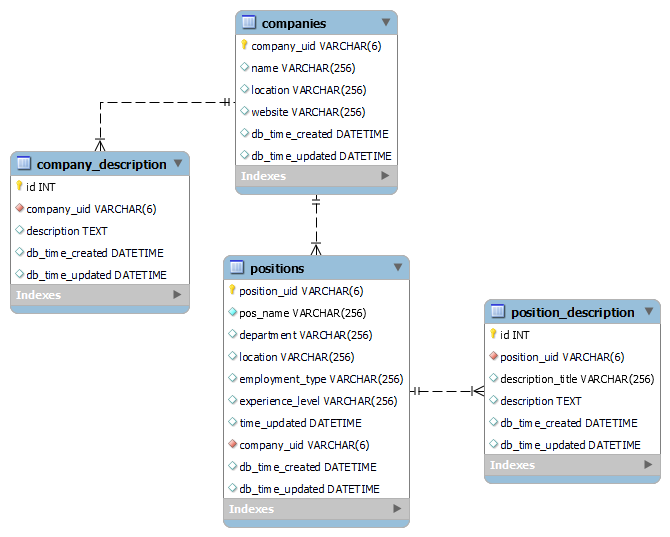 companies
company_uid VARCHAR(6)
name VARCHAR(256)
location VARCHAR(256)
website VARCHAR(256)
db_time_created DATETIME
db_time_updated DATETIME
Indexes
company_description
id INT
company_uid VARCHAR(6)
description TEXT
db_time_created DATETIME
db_time_updated DATETIME
Indexes
positions
position_uid VARCHAR(6)
pos_name VARCHAR(256)
department VARCHAR(256)
location VARCHAR(256)
employment_type VARCHAR(256)
experience_level VARCHAR(256)
time_updated DATETIME
company_uid VARCHAR(6)
db_time_created DATETIME
db_time_updated DATETIME
Indexes
position_description
id INT
position_uid VARCHAR(6)
description_title VARCHAR(256)
description TEXT
db_time_created DATETIME
db_time_updated DATETIME
Indexes